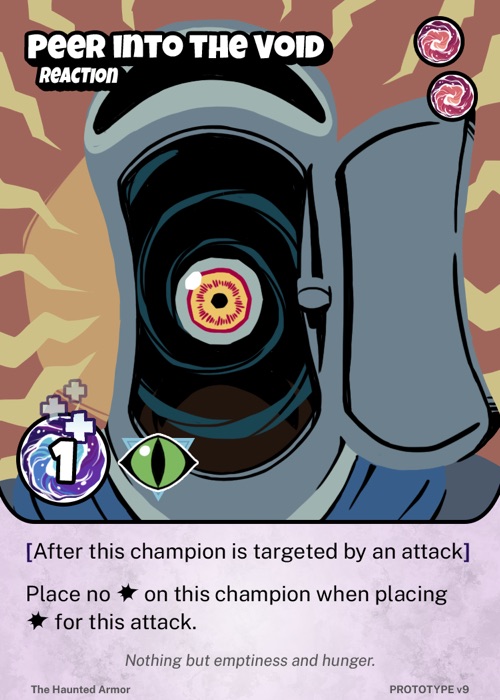 Peer into the Void
Reaction
1
[After this champion is targeted by an attack]
Place no ✸ on this champion when placing
✸ for this attack.
Nothing but emptiness and hunger.
The Haunted Armor
PROTOTYPE v9